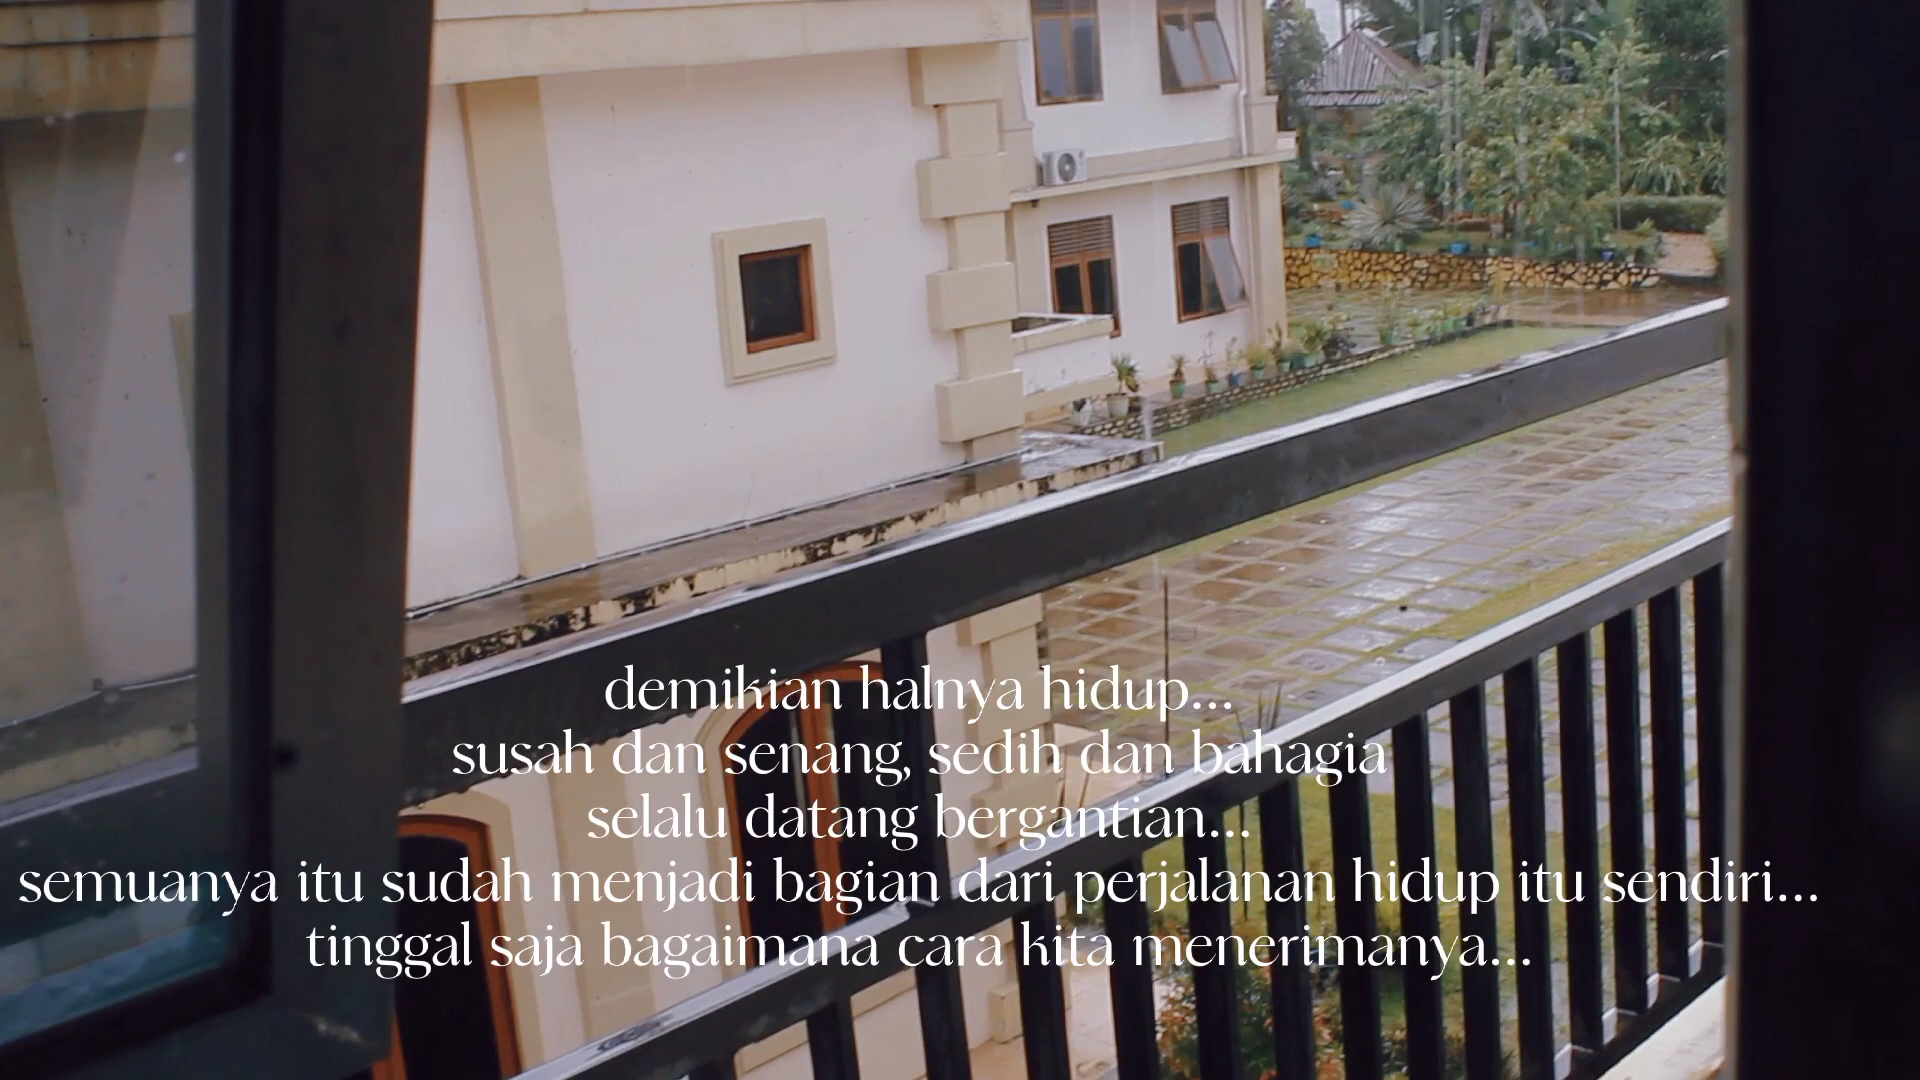 demikian halnya hidup...
susah dan senang, sedih dan bahagia
selalu datang bergantian...
semuanya itu sudah menjadi bagian dari perjalanan hidup itu sendiri...
tinggal saja bagaimana cara kita menerimanya...